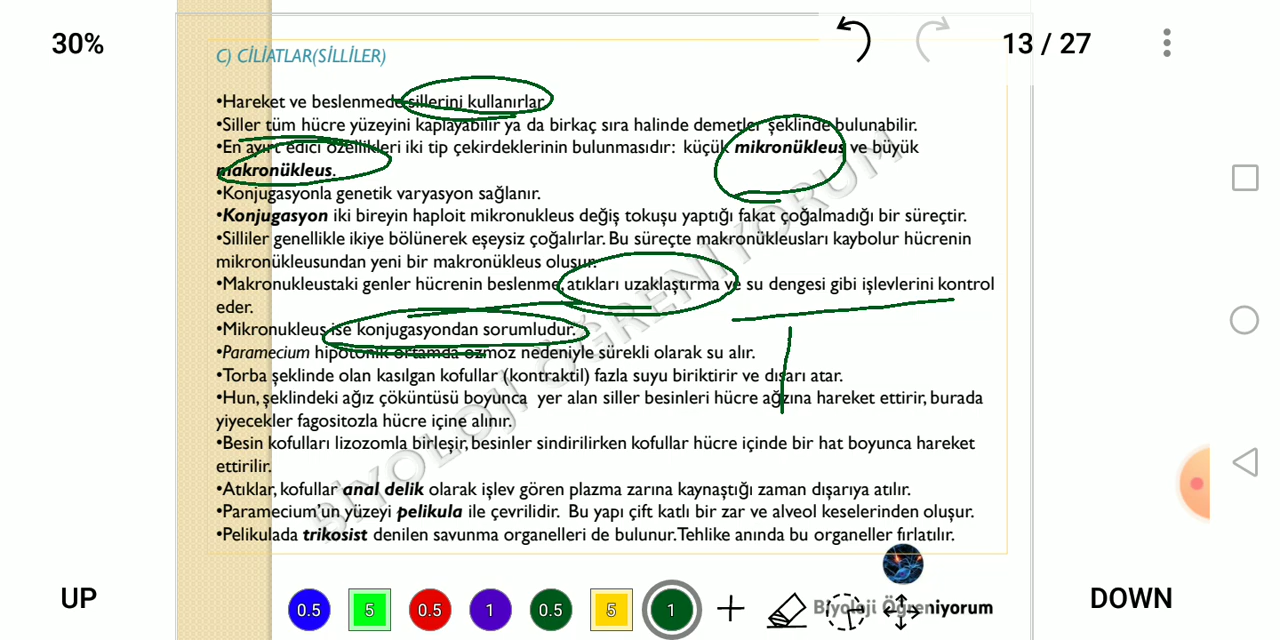 30%
13 / 27
C) CİLİATLAR(SİLLİLER)
•Hareket ve beslenmede sillerini kullanırlar.
•Siller tüm hücre yüzeyini kaplayabilir ya da birkaç sıra halinde demetler şeklinde bulunabilir.
•En ayırt edici özellikleri iki tip çekirdeklerinin bulunmasıdır: küçük mikronükleus ve büyük
makronükleus.
•Konjugasyonla genetik varyasyon sağlanır.
•Konjugasyon iki bireyin haploit mikronukleus değiş tokuşu yaptığı fakat çoğalmadığı bir süreçtir.
•Silliler genellikle ikiye bölünerek eşeysiz çoğalırlar. Bu süreçte makronükleusları kaybolur hücrenin
mikronükleusundan yeni bir makronükleus oluşur.
•Makronukleustaki genler hücrenin beslenme, atıkları uzaklaştırma ve su dengesi gibi işlevlerini kontrol
eder.
•Mikronukleus ise konjugasyondan sorumludur.
•Paramecium hipotonik ortamda ozmoz nedeniyle sürekli olarak su alır.
•Torba şeklinde olan kasılgan kofullar (kontraktil) fazla suyu biriktirir ve dışarı atar.
•Hun, şeklindeki ağız çöküntüsü boyunca yer alan siller besinleri hücre ağzına hareket ettirir, burada
yiyecekler fagositozla hücre içine alınır.
•Besin kofulları lizozomla birleşir, besinler sindirilirken kofullar hücre içinde bir hat boyunca hareket
ettirilir.
•Atıklar, kofullar anal delik olarak işlev gören plazma zarına kaynaştığı zaman dışarıya atılır.
•Paramecium'un yüzeyi pelikula ile çevrilidir. Bu yapı çift katlı bir zar ve alveol keselerinden oluşur.
•Pelikulada trikosist denilen savunma organelleri de bulunur. Tehlike anında bu organeller fırlatılır.
BİYOLOJİ ÖĞRENİYORUM
UP
0.5
5
0.5
1
0.5
5
1
Biyoloji Öğreniyorum
DOWN